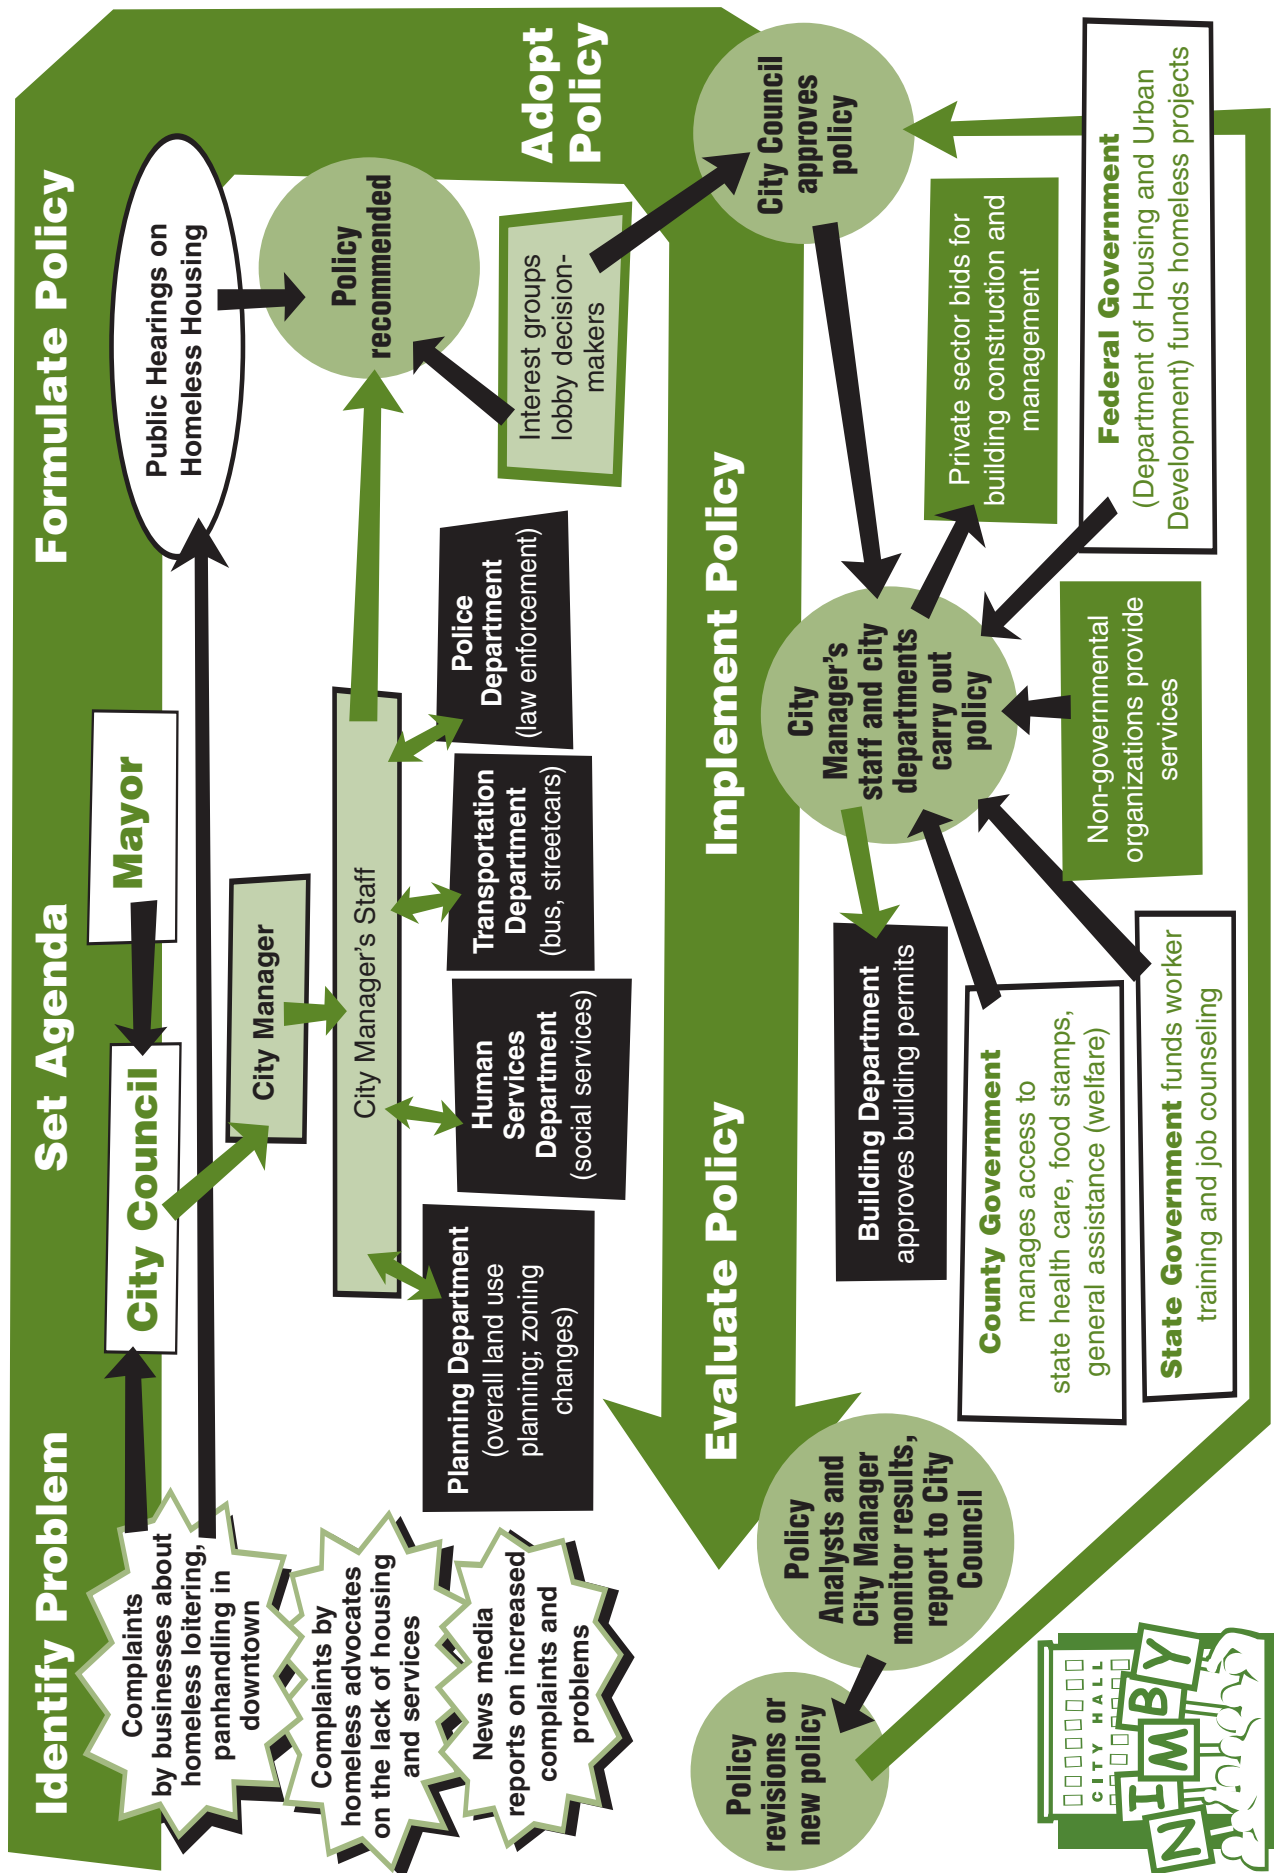 Identify Problem
Set Agenda
Formulate Policy
Complaints
by businesses about
homeless loitering,
panhandling in
downtown
Complaints by
homeless advocates
on the lack of housing
and services
News media
reports on increased
complaints and
problems
City Council
Mayor
City Manager
City Manager's Staff
Planning Department
(overall land use
planning; zoning
changes)
Human
Services
Department
(social services)
Transportation
Department
(bus, streetcars)
Police
Department
(law enforcement)
Public Hearings on
Homeless Housing
Policy
recommended
Interest groups
lobby decision-
makers
Adopt
Policy
City Council
approves
policy
Implement Policy
City
Manager's
staff and city
departments
carry out
policy
Private sector bids for
building construction and
management
Federal Government
(Department of Housing and Urban
Development) funds homeless projects
Non-governmental
organizations provide
services
Building Department
approves building permits
County Government
manages access to
state health care, food stamps,
general assistance (welfare)
State Government funds worker
training and job counseling
Evaluate Policy
Policy
Analysts and
City Manager
monitor results,
report to City
Council
Policy
revisions or
new policy
CITY HALL
NIMBY